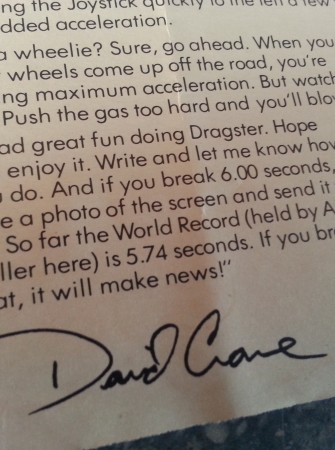 ng the Joystick quickly to the left a few
dded acceleration.
a wheelie? Sure, go ahead. When you
wheels come up off the road, you're
ng maximum acceleration. But watch
Push the gas too hard and you'll blo
ad great fun doing Dragster. Hope
enjoy it. Write and let me know how
do. And if you break 6.00 seconds,
e a photo of the screen and send it
So far the World Record (held by A
ller here) is 5.74 seconds. If you bre
at, it will make news!"
David Crane